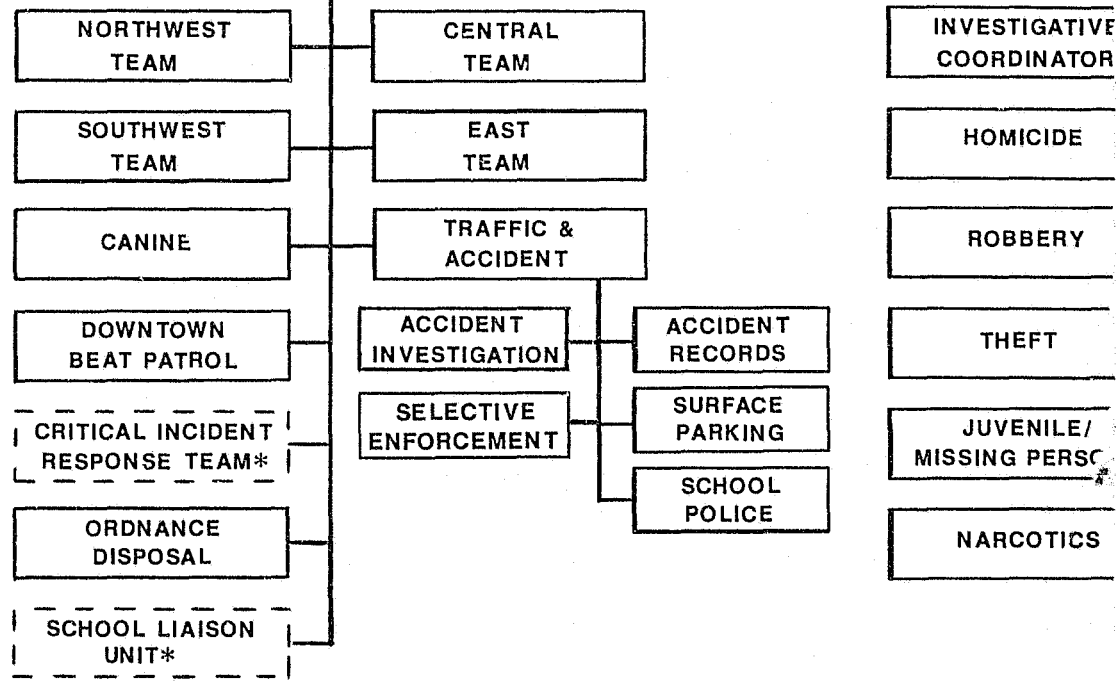 NORTHWEST
TEAM
CENTRAL
TEAM
INVESTIGATIVE
COORDINATOR
SOUTHWEST
TEAM
EAST
TEAM
HOMICIDE
CANINE
TRAFFIC &
ACCIDENT
ROBBERY
DOWNTOWN
BEAT PATROL
ACCIDENT
INVESTIGATION
ACCIDENT
RECORDS
THEFT
CRITICAL INCIDENT
RESPONSE TEAM*
SELECTIVE
ENFORCEMENT
SURFACE
PARKING
JUVENILE/
MISSING
SCHOOL
POLICE
ORDNANCE
DISPOSAL
NARCOTICS
SCHOOL LIAISON
UNIT*